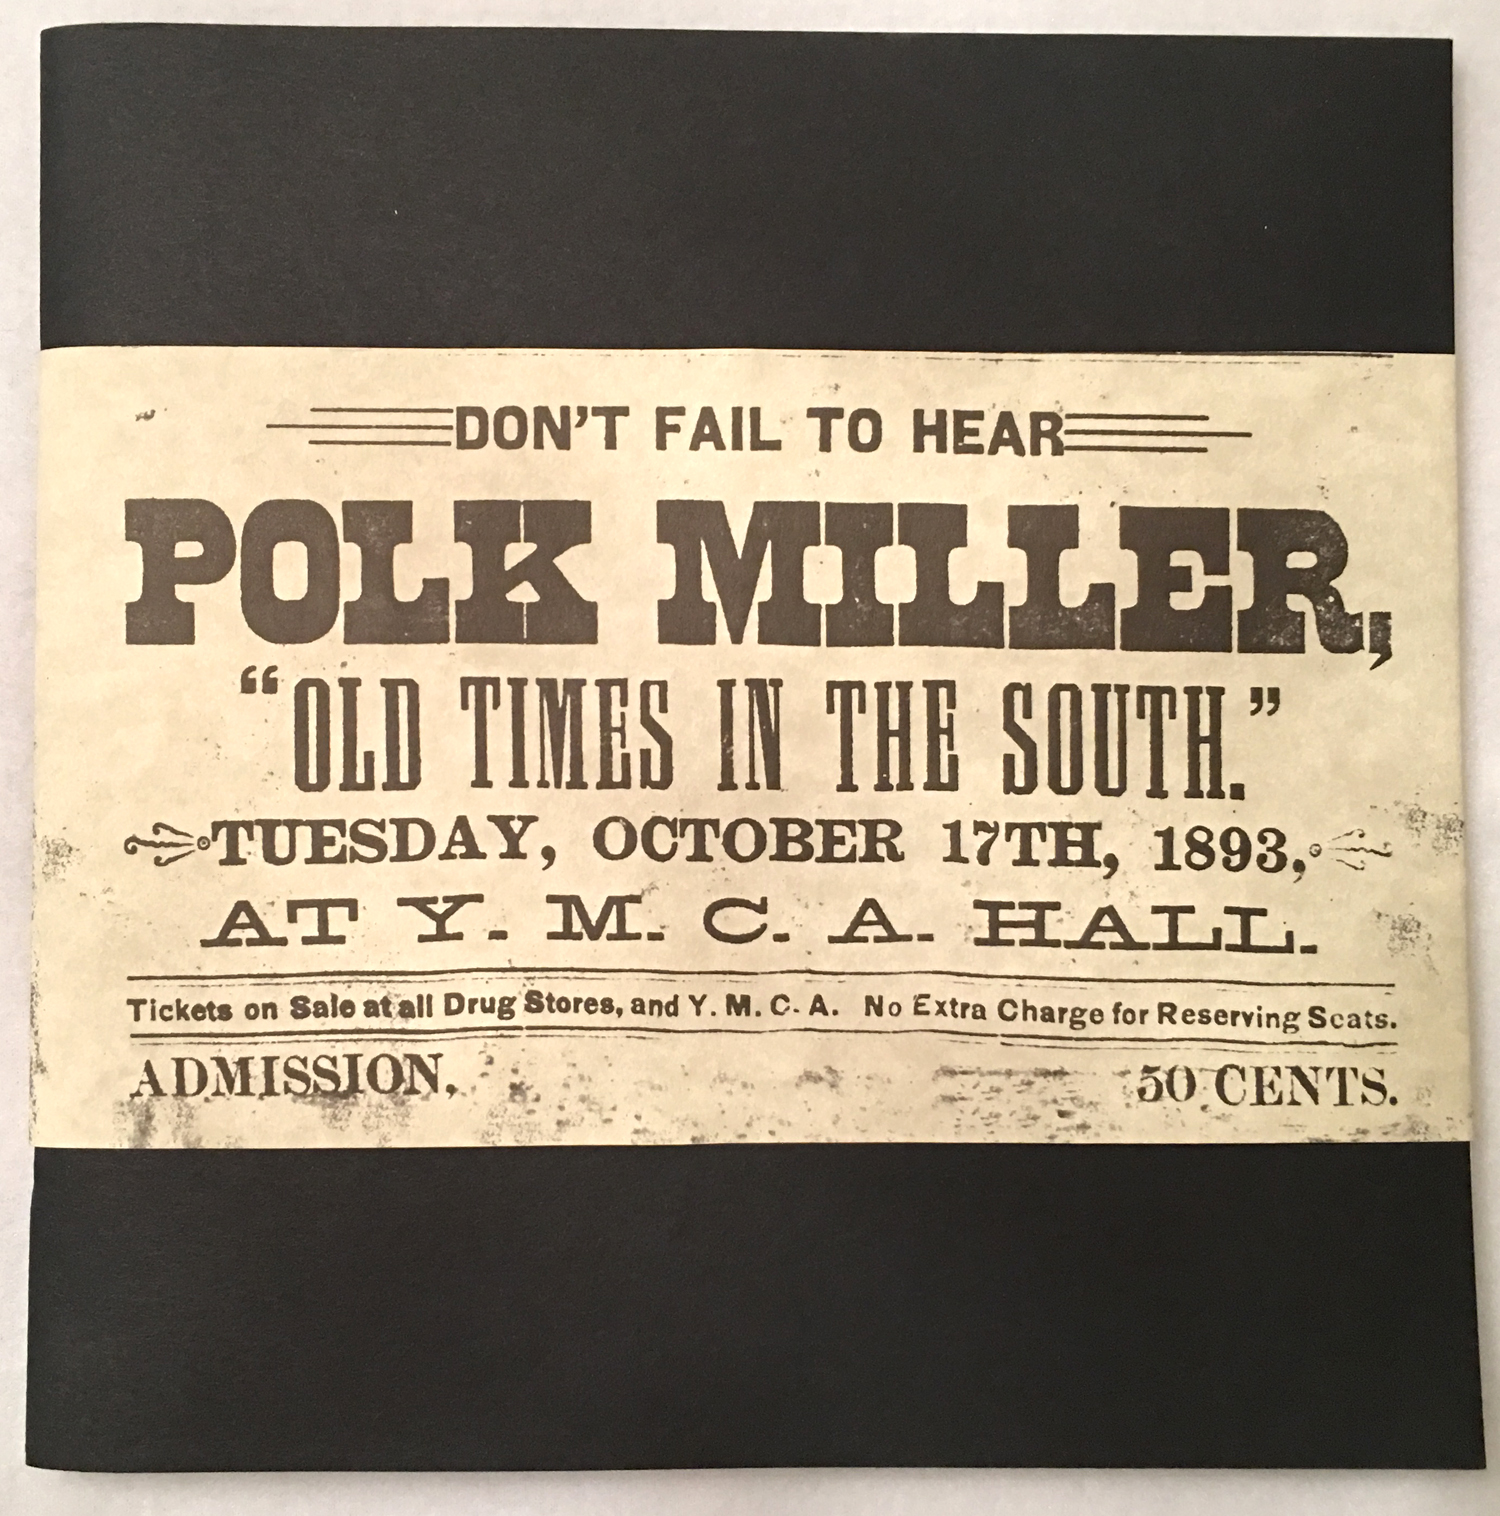 DON'T FAIL TO HEAR
POLK MILLER,
"OLD TIMES IN THE SOUTH."
TUESDAY, OCTOBER 17TH, 1893,
AT Y. M. C. A. HALL.
Tickets on Sale at all Drug Stores, and Y. M. C. A. No Extra Charge for Reserving Seats.
ADMISSION, 50 CENTS.